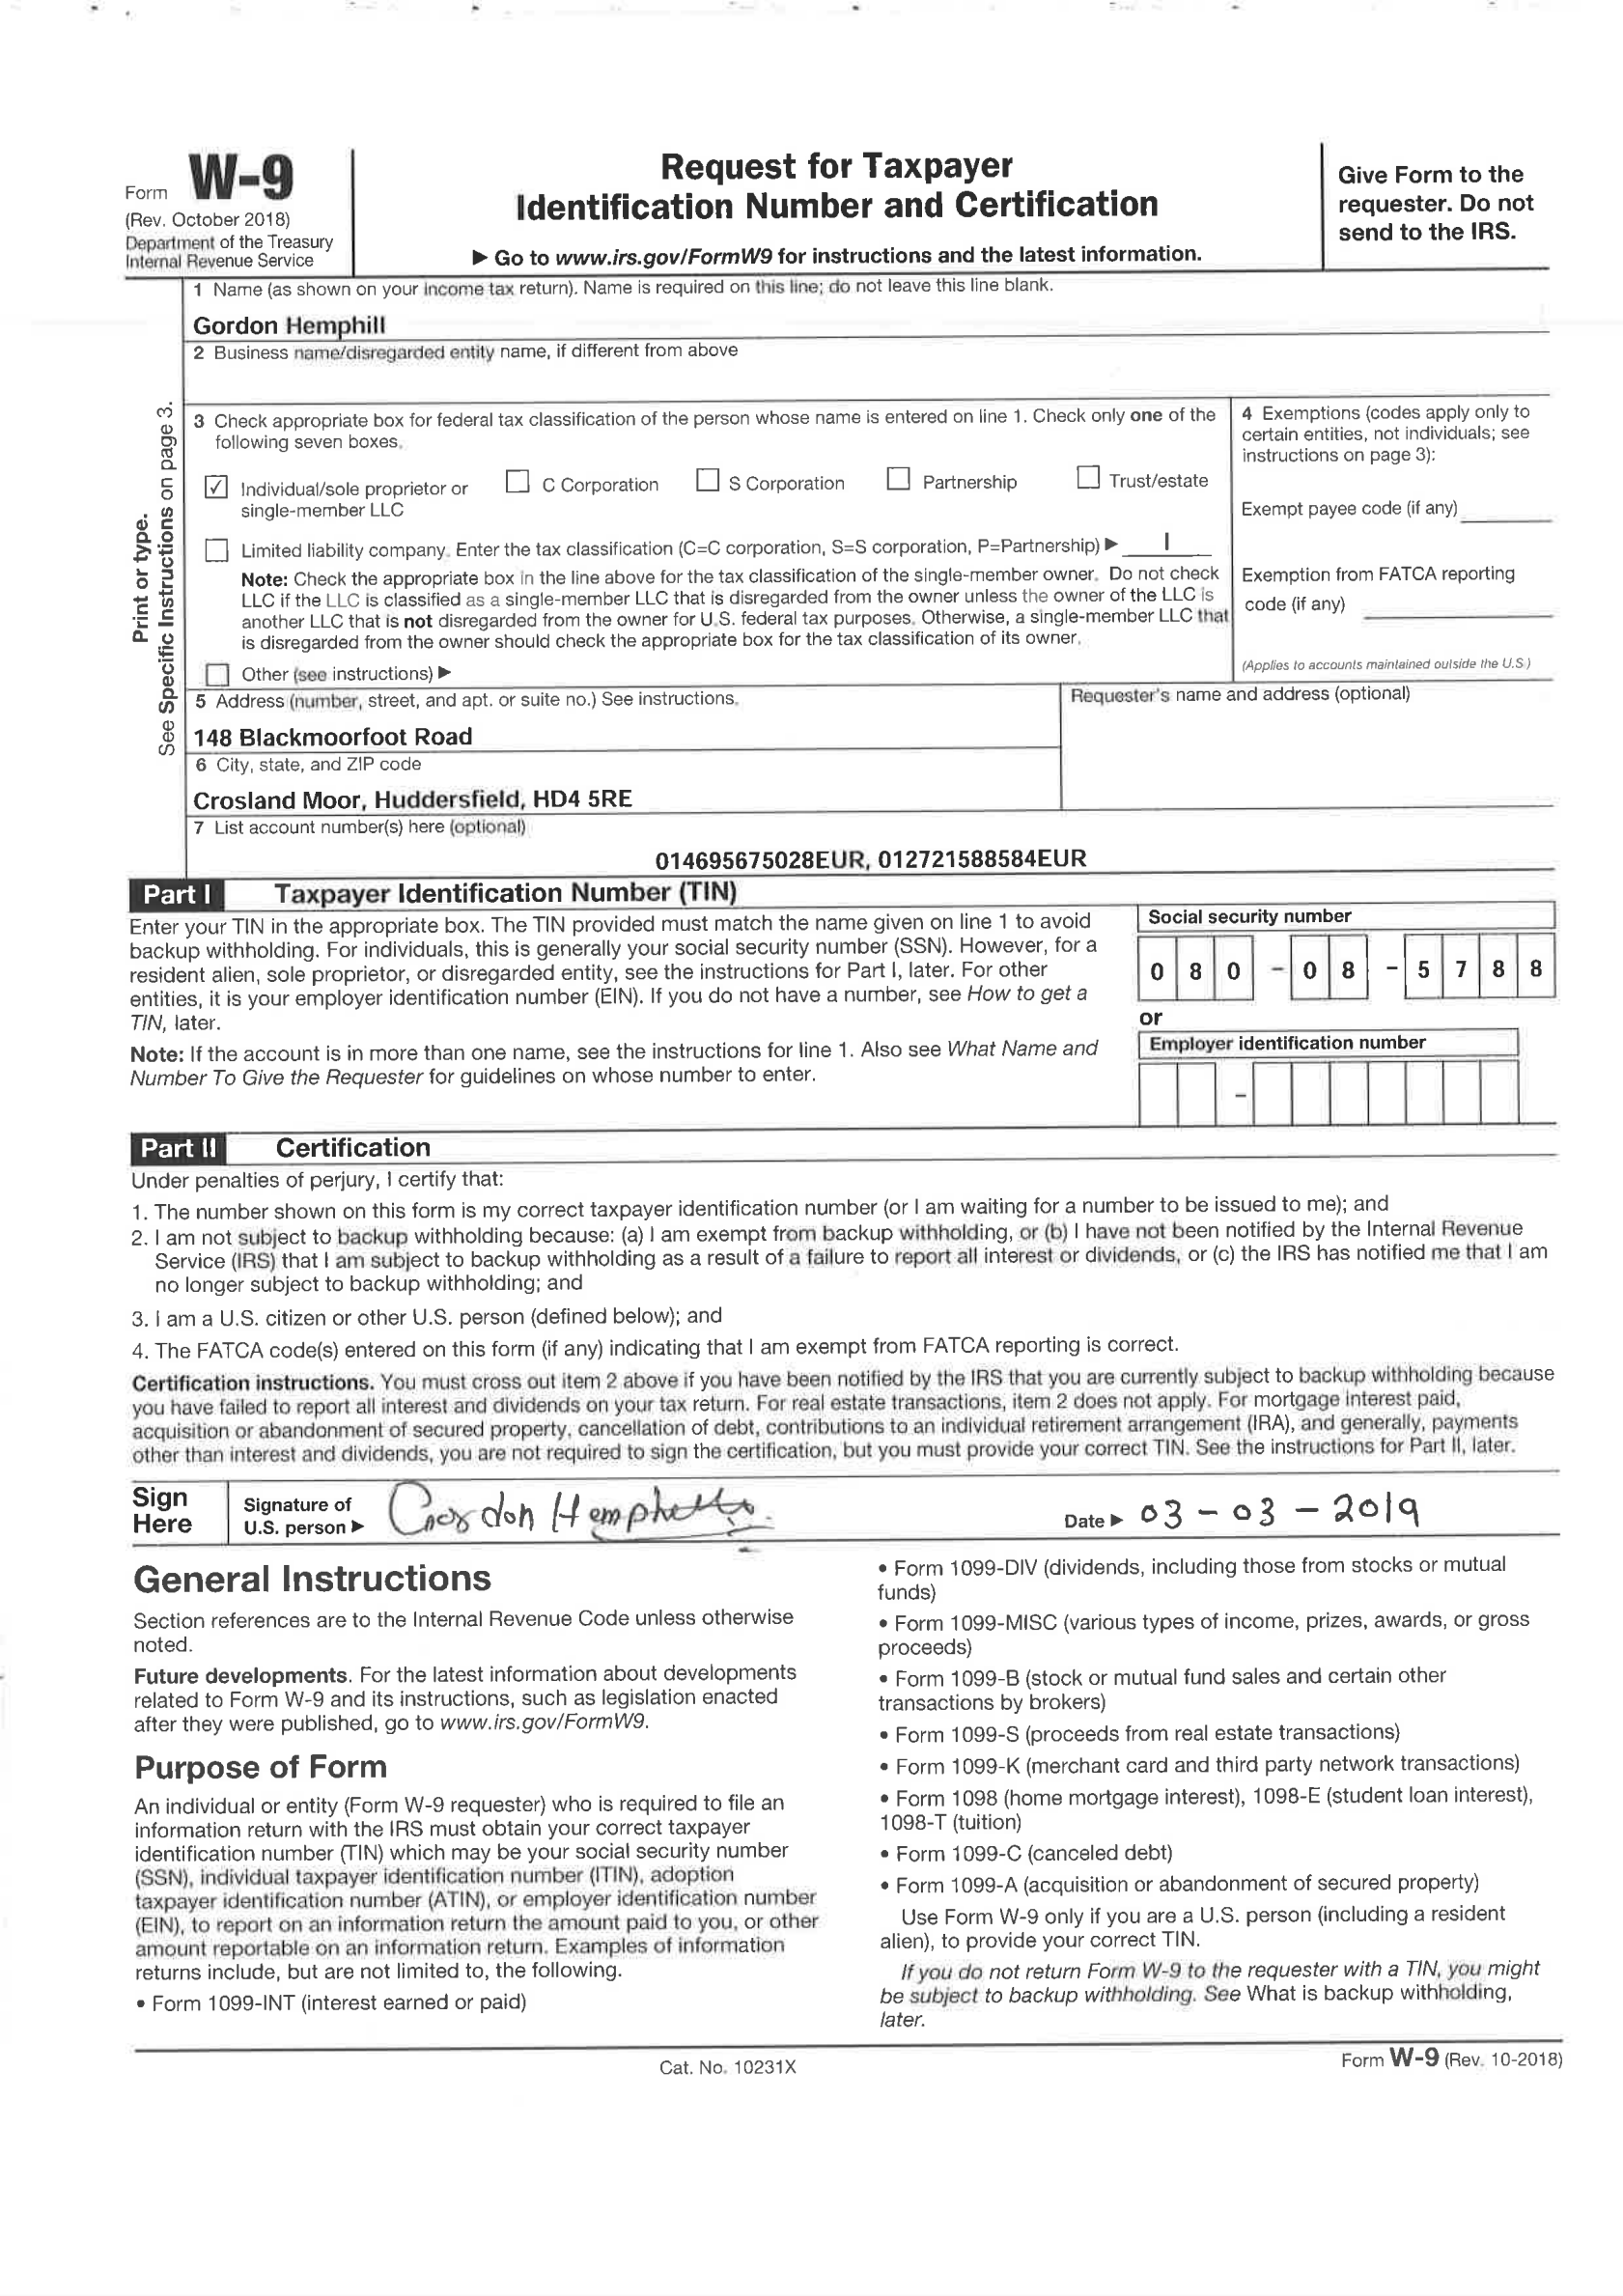 Form W-9
(Rev. October 2018)
Department of the Treasury
Internal Revenue Service
Request for Taxpayer
Identification Number and Certification
▶ Go to www.irs.gov/FormW9 for instructions and the latest information.
Give Form to the
requester. Do not
send to the IRS.
Print or type.
See Specific Instructions on page 3.
1 Name (as shown on your income tax return). Name is required on this line; do not leave this line blank.
Gordon Hemphill
2 Business name/disregarded entity name, if different from above
3 Check appropriate box for federal tax classification of the person whose name is entered on line 1. Check only one of the
following seven boxes.
✓ Individual/sole proprietor or
single-member LLC
C Corporation
S Corporation
Partnership
Trust/estate
Limited liability company. Enter the tax classification (C=C corporation, S=S corporation, P=Partnership) ▶ I
Note: Check the appropriate box in the line above for the tax classification of the single-member owner. Do not check
LLC if the LLC is classified as a single-member LLC that is disregarded from the owner unless the owner of the LLC is
another LLC that is not disregarded from the owner for U.S. federal tax purposes. Otherwise, a single-member LLC that
is disregarded from the owner should check the appropriate box for the tax classification of its owner.
Other (see instructions) ▶
4 Exemptions (codes apply only to
certain entities, not individuals; see
instructions on page 3):
Exempt payee code (if any)
Exemption from FATCA reporting
code (if any)
(Applies to accounts maintained outside the U.S.)
5 Address (number, street, and apt. or suite no.) See instructions.
148 Blackmoorfoot Road
6 City, state, and ZIP code
Crosland Moor, Huddersfield, HD4 5RE
Requester's name and address (optional)
7 List account number(s) here (optional)
014695675028EUR, 012721588584EUR
Part I Taxpayer Identification Number (TIN)
Enter your TIN in the appropriate box. The TIN provided must match the name given on line 1 to avoid
backup withholding. For individuals, this is generally your social security number (SSN). However, for a
resident alien, sole proprietor, or disregarded entity, see the instructions for Part I, later. For other
entities, it is your employer identification number (EIN). If you do not have a number, see How to get a
TIN, later.
Note: If the account is in more than one name, see the instructions for line 1. Also see What Name and
Number To Give the Requester for guidelines on whose number to enter.
Social security number
0 8 0 - 0 8 - 5 7 8 8
or
Employer identification number
-
Part II Certification
Under penalties of perjury, I certify that:
1. The number shown on this form is my correct taxpayer identification number (or I am waiting for a number to be issued to me); and
2. I am not subject to backup withholding because: (a) I am exempt from backup withholding, or (b) I have not been notified by the Internal Revenue
Service (IRS) that I am subject to backup withholding as a result of a failure to report all interest or dividends, or (c) the IRS has notified me that I am
no longer subject to backup withholding; and
3. I am a U.S. citizen or other U.S. person (defined below); and
4. The FATCA code(s) entered on this form (if any) indicating that I am exempt from FATCA reporting is correct.
Certification instructions. You must cross out item 2 above if you have been notified by the IRS that you are currently subject to backup withholding because
you have failed to report all interest and dividends on your tax return. For real estate transactions, item 2 does not apply. For mortgage interest paid,
acquisition or abandonment of secured property, cancellation of debt, contributions to an individual retirement arrangement (IRA), and generally, payments
other than interest and dividends, you are not required to sign the certification, but you must provide your correct TIN. See the instructions for Part II, later.
Sign
Here
Signature of
U.S. person ▶
Gordon Hemphill
Date ▶ 03-03-2019
General Instructions
Section references are to the Internal Revenue Code unless otherwise
noted.
Future developments. For the latest information about developments
related to Form W-9 and its instructions, such as legislation enacted
after they were published, go to www.irs.gov/FormW9.
Purpose of Form
An individual or entity (Form W-9 requester) who is required to file an
information return with the IRS must obtain your correct taxpayer
identification number (TIN) which may be your social security number
(SSN), individual taxpayer identification number (ITIN), adoption
taxpayer identification number (ATIN), or employer identification number
(EIN), to report on an information return the amount paid to you, or other
amount reportable on an information return. Examples of information
returns include, but are not limited to, the following.
• Form 1099-INT (interest earned or paid)
• Form 1099-DIV (dividends, including those from stocks or mutual
funds)
• Form 1099-MISC (various types of income, prizes, awards, or gross
proceeds)
• Form 1099-B (stock or mutual fund sales and certain other
transactions by brokers)
• Form 1099-S (proceeds from real estate transactions)
• Form 1099-K (merchant card and third party network transactions)
• Form 1098 (home mortgage interest), 1098-E (student loan interest),
1098-T (tuition)
• Form 1099-C (canceled debt)
• Form 1099-A (acquisition or abandonment of secured property)
Use Form W-9 only if you are a U.S. person (including a resident
alien), to provide your correct TIN.
If you do not return Form W-9 to the requester with a TIN, you might
be subject to backup withholding. See What is backup withholding,
later.
Cat. No. 10231X
Form W-9 (Rev. 10-2018)